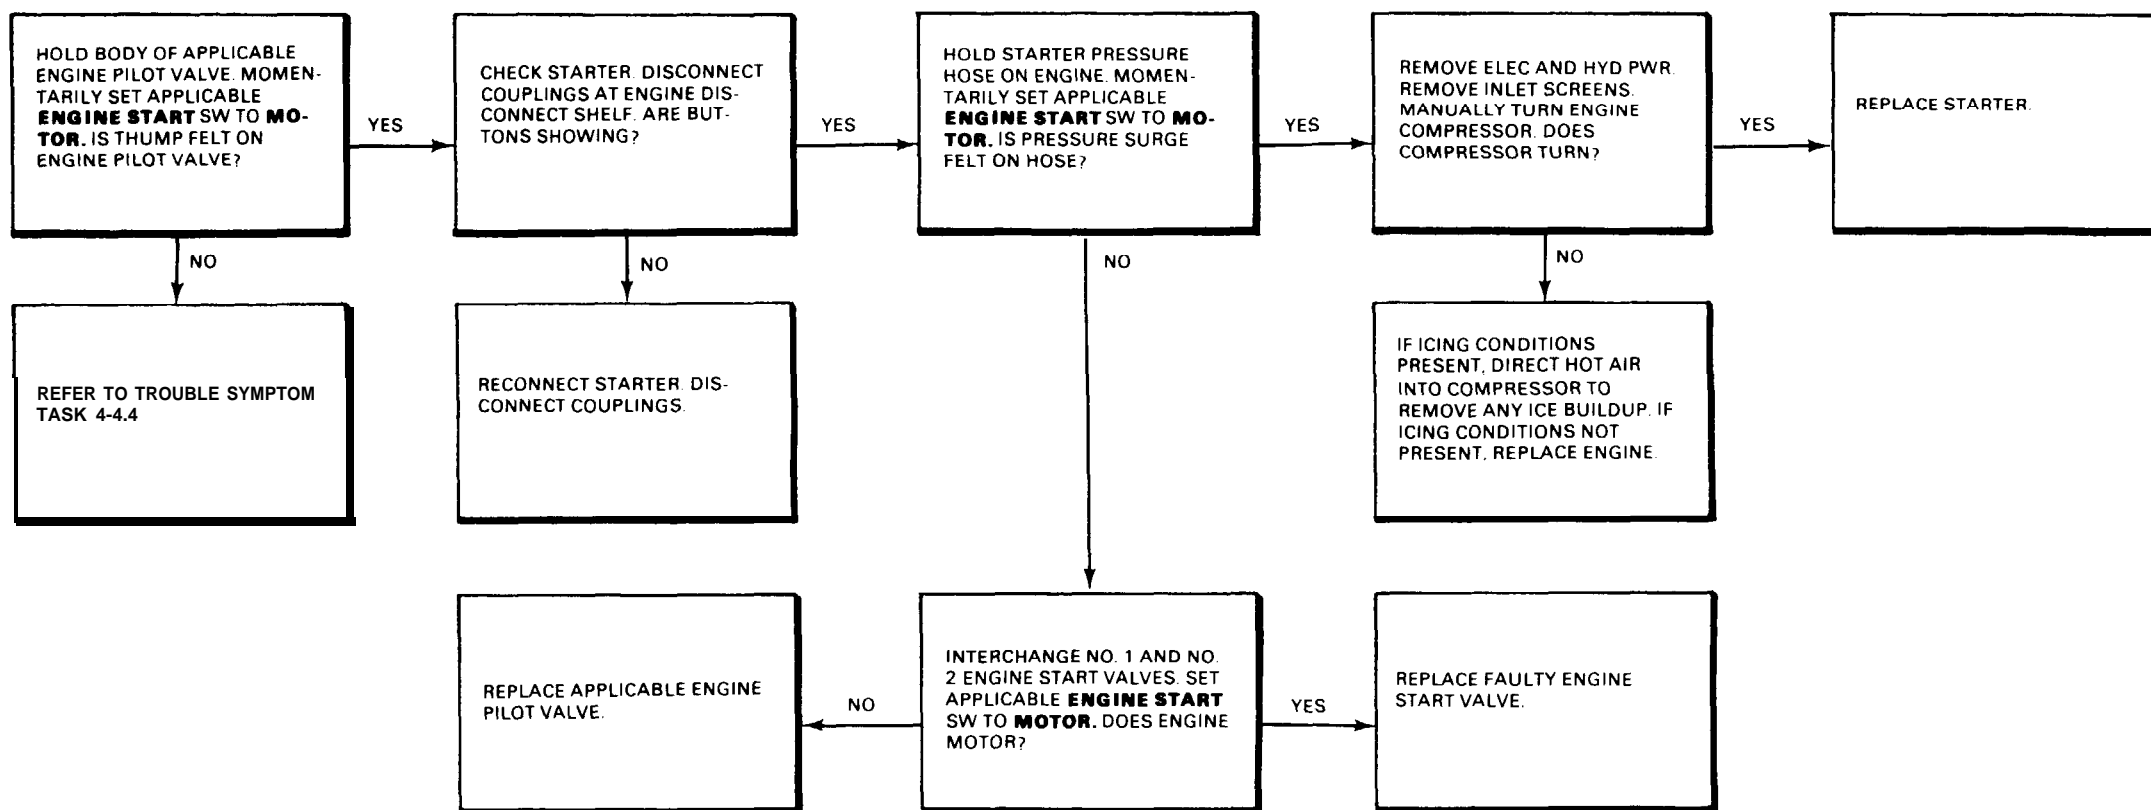 HOLD BODY OF APPLICABLE
ENGINE PILOT VALVE. MOMEN-
TARILY SET APPLICABLE
ENGINE START SW TO MO-
TOR. IS THUMP FELT ON
ENGINE PILOT VALVE?
YES
CHECK STARTER. DISCONNECT
COUPLINGS AT ENGINE DIS-
CONNECT SHELF. ARE BUT-
TONS SHOWING?
YES
HOLD STARTER PRESSURE
HOSE ON ENGINE. MOMEN-
TARILY SET APPLICABLE
ENGINE START SW TO MO-
TOR. IS PRESSURE SURGE
FELT ON HOSE?
YES
REMOVE ELEC AND HYD PWR.
REMOVE INLET SCREENS.
MANUALLY TURN ENGINE
COMPRESSOR. DOES
COMPRESSOR TURN?
YES
REPLACE STARTER.
NO
NO
NO
NO
REFER TO TROUBLE SYMPTOM
TASK 4-4.4
RECONNECT STARTER. DIS-
CONNECT COUPLINGS.
IF ICING CONDITIONS
PRESENT, DIRECT HOT AIR
INTO COMPRESSOR TO
REMOVE ANY ICE BUILDUP. IF
ICING CONDITIONS NOT
PRESENT, REPLACE ENGINE.
REPLACE APPLICABLE ENGINE
PILOT VALVE.
NO
INTERCHANGE NO. 1 AND NO.
2 ENGINE START VALVES. SET
APPLICABLE ENGINE START
SW TO MOTOR. DOES ENGINE
MOTOR?
YES
REPLACE FAULTY ENGINE
START VALVE.